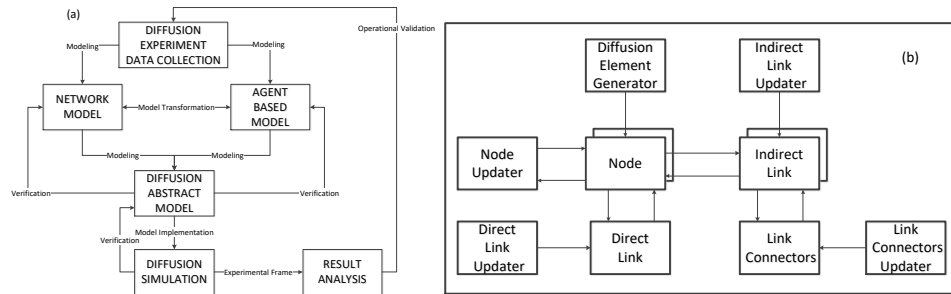 (a)
DIFFUSION
EXPERIMENT
DATA COLLECTION
Operational Validation
Modeling
Modeling
NETWORK
MODEL
Model Transformation
AGENT
BASED
MODEL
Modeling
Modeling
Verification
DIFFUSION
ABSTRACT
MODEL
Verification
Verification
Model Implementation
DIFFUSION
SIMULATION
Experimental Frame
RESULT
ANALYSIS
(b)
Diffusion
Element
Generator
Indirect
Link
Updater
Node
Updater
Node
Indirect
Link
Direct
Link
Updater
Direct
Link
Link
Connectors
Link
Connectors
Updater